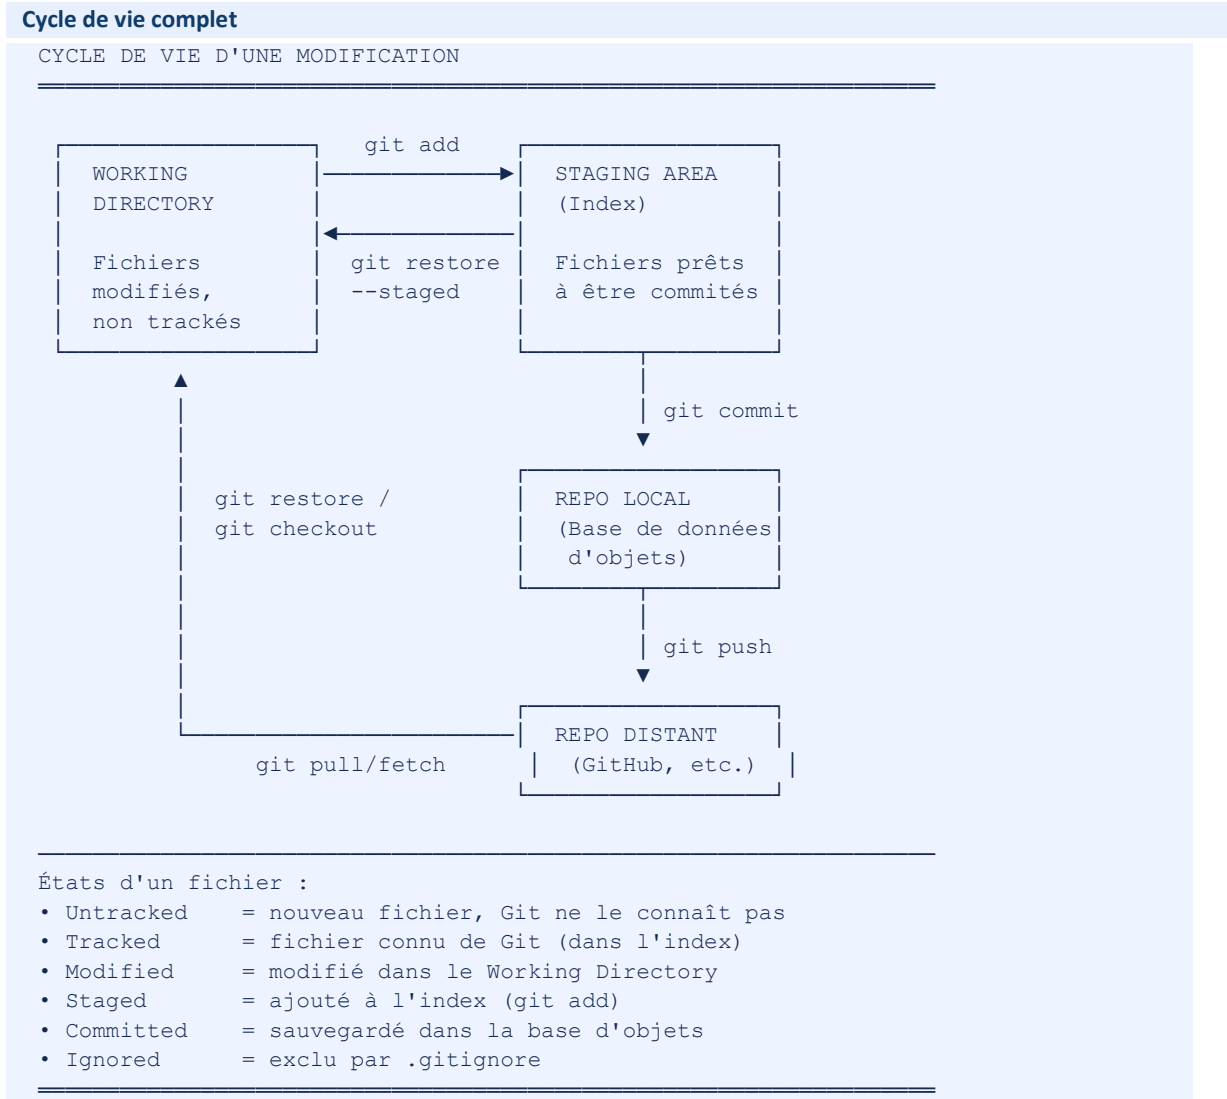 Cycle de vie complet
CYCLE DE VIE D'UNE MODIFICATION
git add
WORKING STAGING AREA
DIRECTORY (Index)
Fichiers git restore Fichiers prêts
modifiés, --staged à être commités
non trackés
git commit
git restore / REPO LOCAL
git checkout (Base de données
d'objets)
git push
REPO DISTANT
git pull/fetch (GitHub, etc.)
États d'un fichier :
• Untracked = nouveau fichier, Git ne le connaît pas
• Tracked = fichier connu de Git (dans l'index)
• Modified = modifié dans le Working Directory
• Staged = ajouté à l'index (git add)
• Committed = sauvegardé dans la base d'objets
• Ignored = exclu par .gitignore